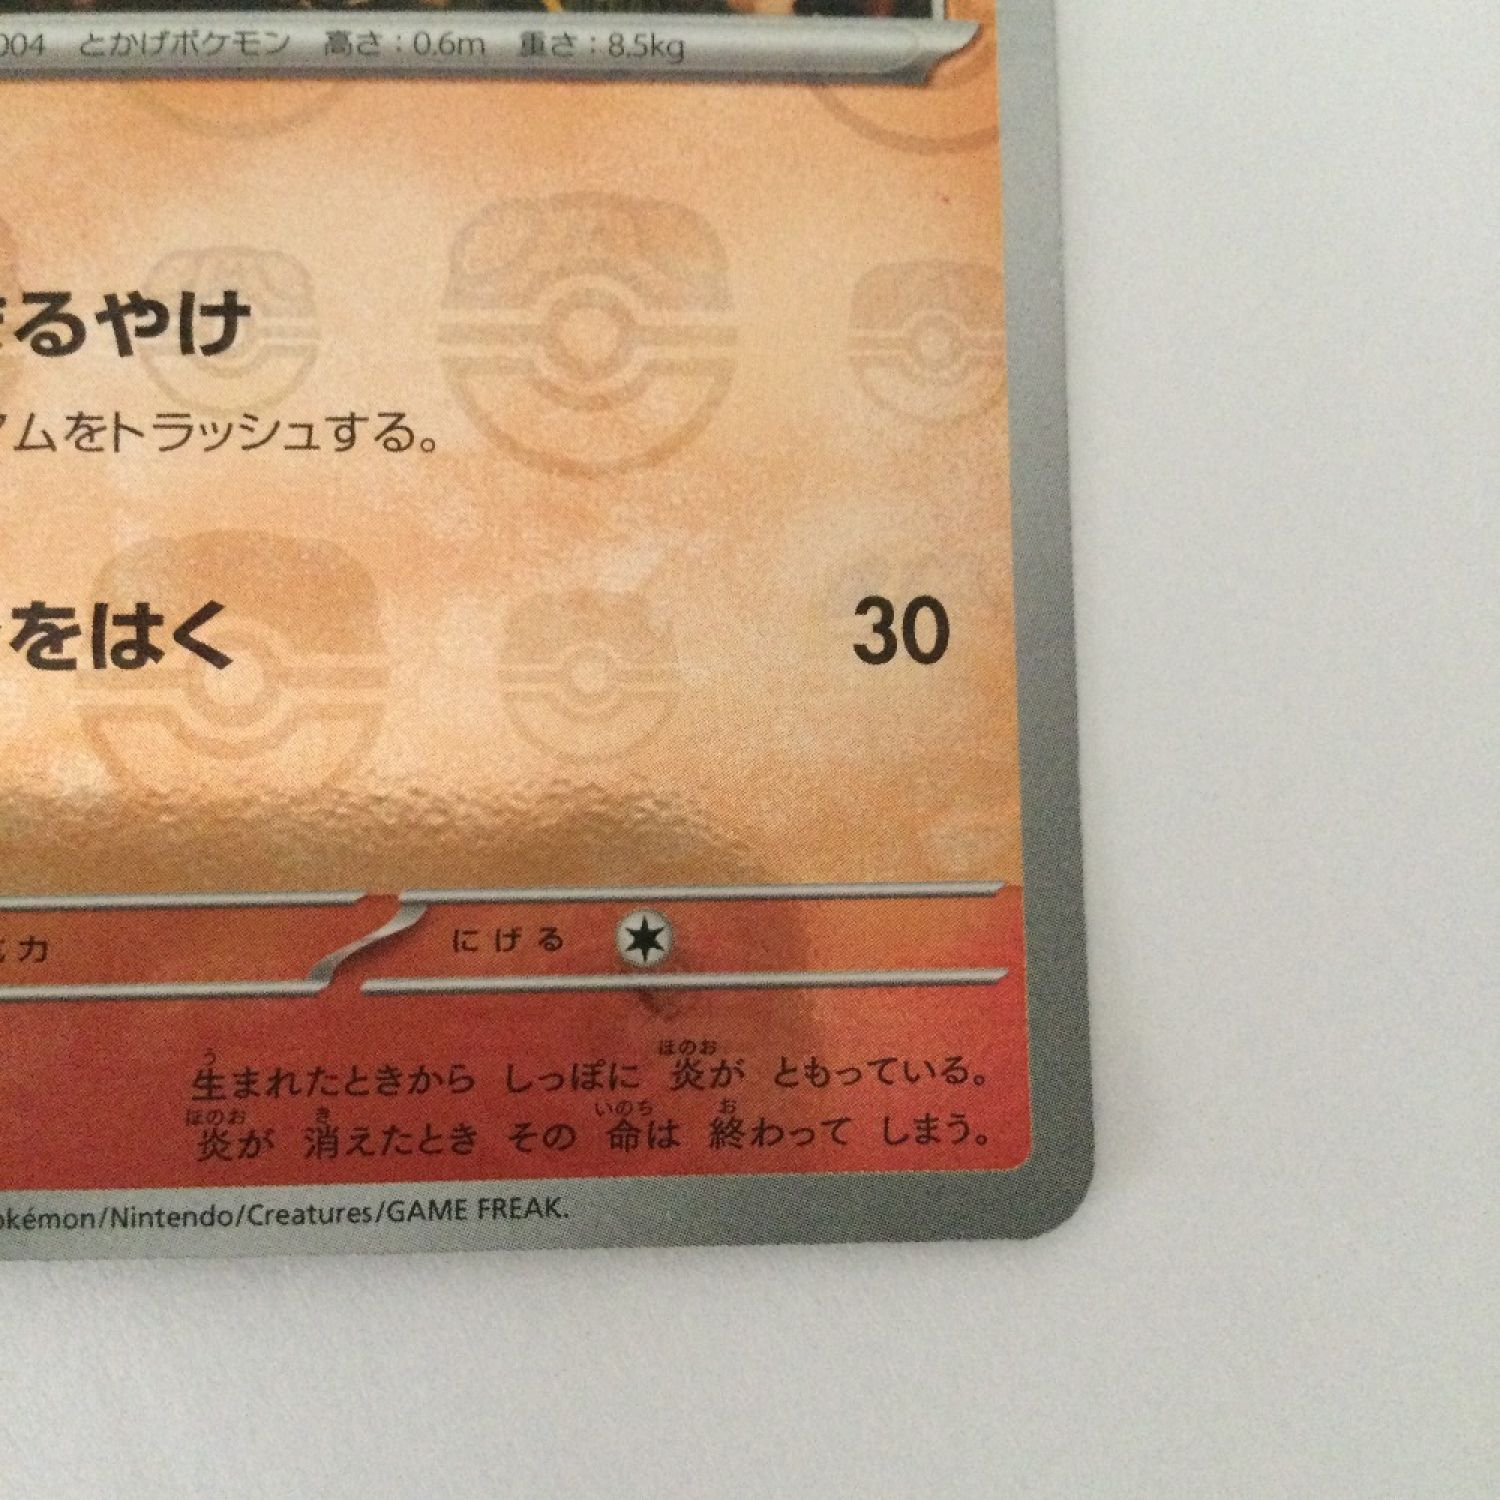 004 とかげポケモン 高さ：0.6m 重さ：8.5kg
るやけ
ムをトラッシュする。
をはく 30
力 にげる
生まれたときから しっぽに 炎が ともっている。
炎が 消えたとき その 命は 終わって しまう。
okémon/Nintendo/Creatures/GAME FREAK.